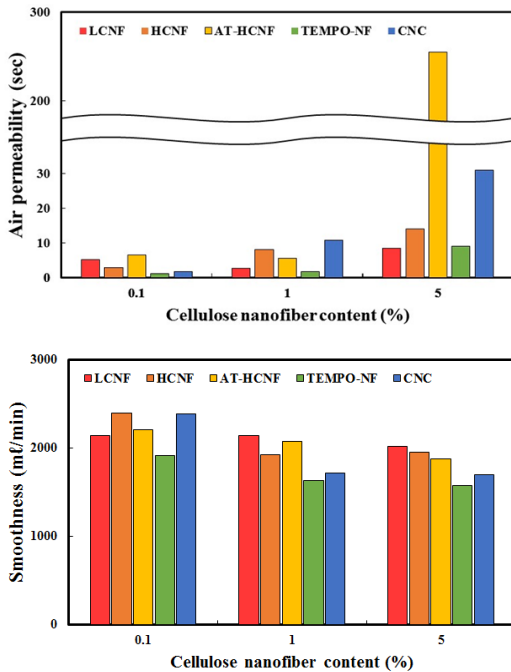 300
LCNF HCNF AT-HCNF TEMPO-NF CNC
200
30
20
10
0
Air permeability (sec)
0.1 1 5
Cellulose nanofiber content (%)
3000
LCNF HCNF AT-HCNF TEMPO-NF CNC
2000
1000
0
Smoothness (mℓ/min)
0.1 1 5
Cellulose nanofiber content (%)